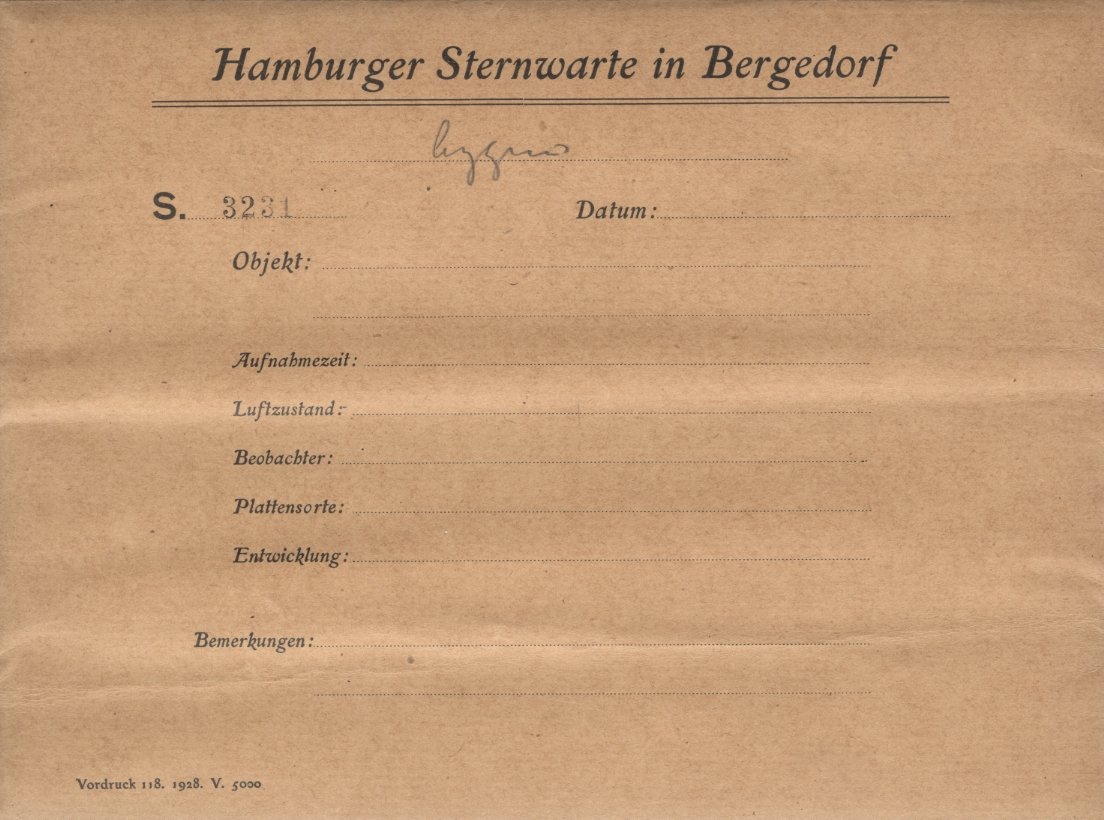 Hamburger Sternwarte in Bergedorf
S. 3231 Datum:
Objekt:
Aufnahmezeit:
Luftzustand:
Beobachter:
Plattensorte:
Entwicklung:
Bemerkungen:
Vordruck 118. 1928. V. 5000